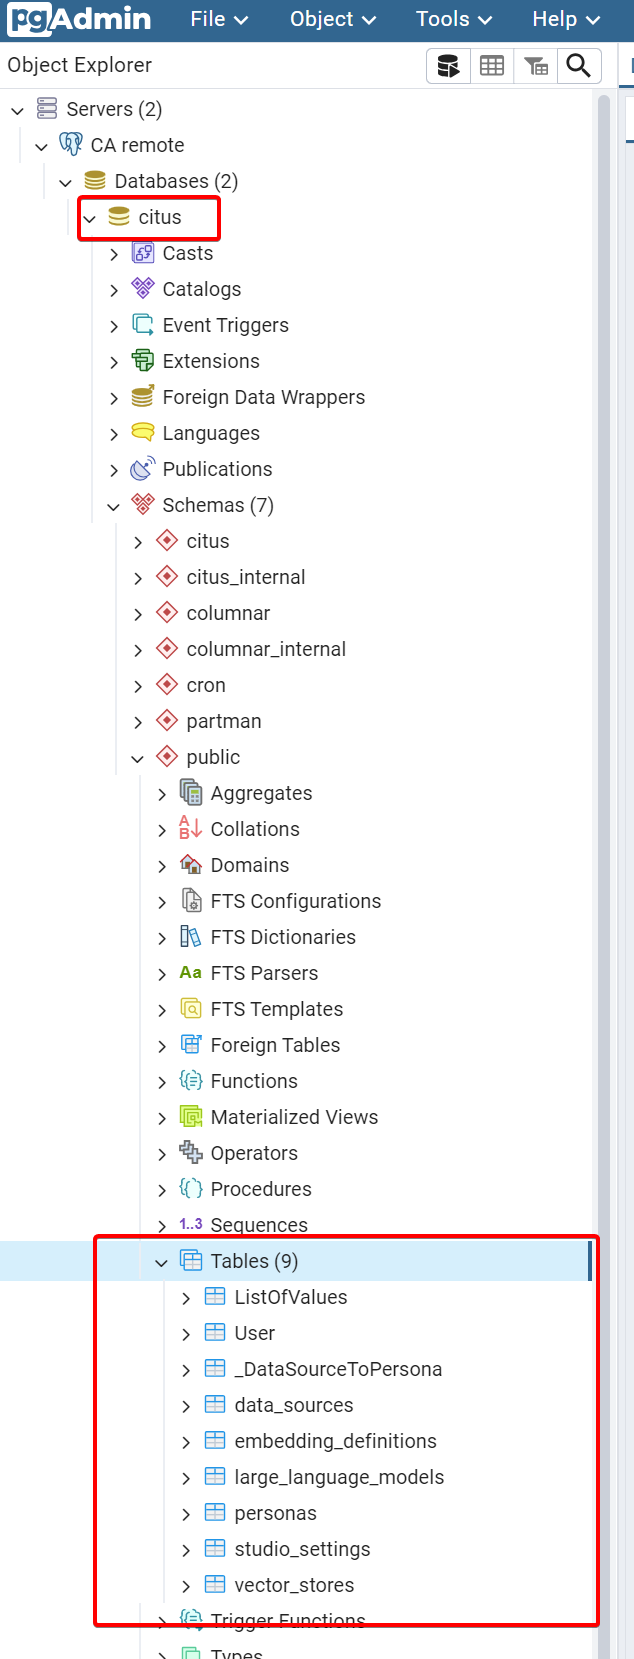 pgAdmin File Object Tools Help
Object Explorer
Servers (2)
CA remote
Databases (2)
citus
Casts
Catalogs
Event Triggers
Extensions
Foreign Data Wrappers
Languages
Publications
Schemas (7)
citus
citus_internal
columnar
columnar_internal
cron
partman
public
Aggregates
Collations
Domains
FTS Configurations
FTS Dictionaries
Aa FTS Parsers
FTS Templates
Foreign Tables
Functions
Materialized Views
Operators
Procedures
1..3 Sequences
Tables (9)
ListOfValues
User
_DataSourceToPersona
data_sources
embedding_definitions
large_language_models
personas
studio_settings
vector_stores
Trigger Functions
Types